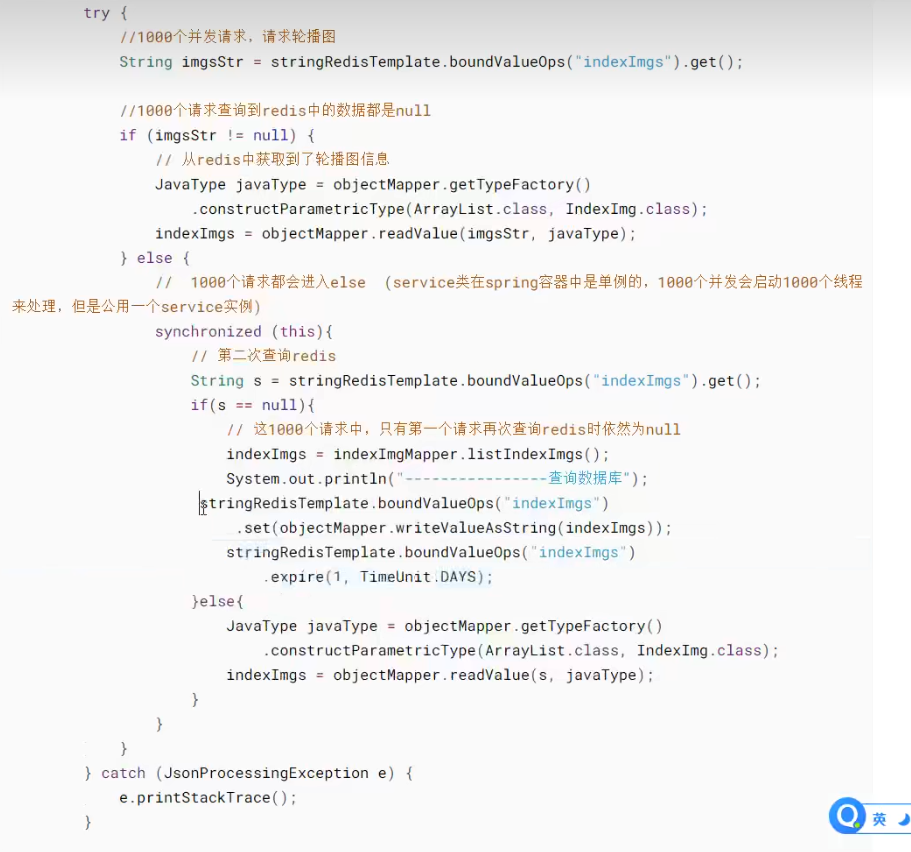 try {
//1000个并发请求，请求轮播图
String imgsStr = stringRedisTemplate.boundValueOps("indexImgs").get();
//1000个请求查询到redis中的数据都是null
if (imgsStr != null) {
// 从redis中获取到了轮播图信息
JavaType javaType = objectMapper.getTypeFactory()
.constructParametricType(ArrayList.class, IndexImg.class);
indexImgs = objectMapper.readValue(imgsStr, javaType);
} else {
// 1000个请求都会进入else （service类在spring容器中是单例的，1000个并发会启动1000个线程
来处理，但是公用一个service实例）
synchronized (this){
// 第二次查询redis
String s = stringRedisTemplate.boundValueOps("indexImgs").get();
if(s == null){
// 这1000个请求中，只有第一个请求再次查询redis时依然为null
indexImgs = indexImgMapper.listIndexImgs();
System.out.println("----------------查询数据库");
stringRedisTemplate.boundValueOps("indexImgs")
.set(objectMapper.writeValueAsString(indexImgs));
stringRedisTemplate.boundValueOps("indexImgs")
.expire(1, TimeUnit.DAYS);
}else{
JavaType javaType = objectMapper.getTypeFactory()
.constructParametricType(ArrayList.class, IndexImg.class);
indexImgs = objectMapper.readValue(s, javaType);
}
}
}
} catch (JsonProcessingException e) {
e.printStackTrace();
}
英